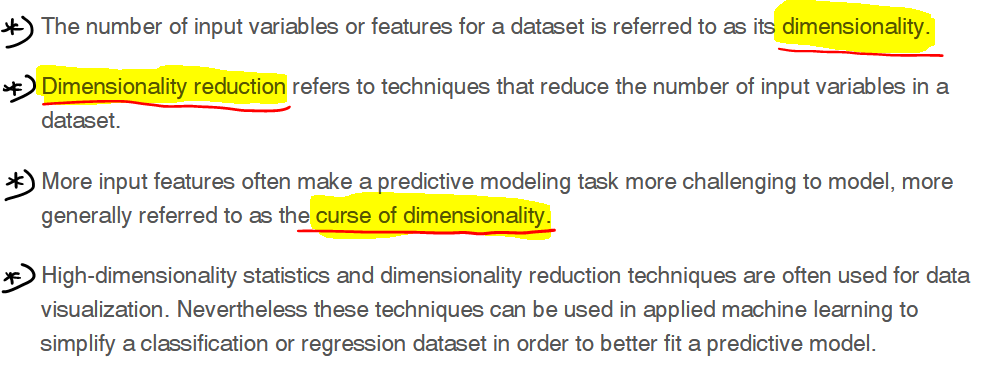 *) The number of input variables or features for a dataset is referred to as its dimensionality.
*) Dimensionality reduction refers to techniques that reduce the number of input variables in a
dataset.
*) More input features often make a predictive modeling task more challenging to model, more
generally referred to as the curse of dimensionality.
*) High-dimensionality statistics and dimensionality reduction techniques are often used for data
visualization. Nevertheless these techniques can be used in applied machine learning to
simplify a classification or regression dataset in order to better fit a predictive model.